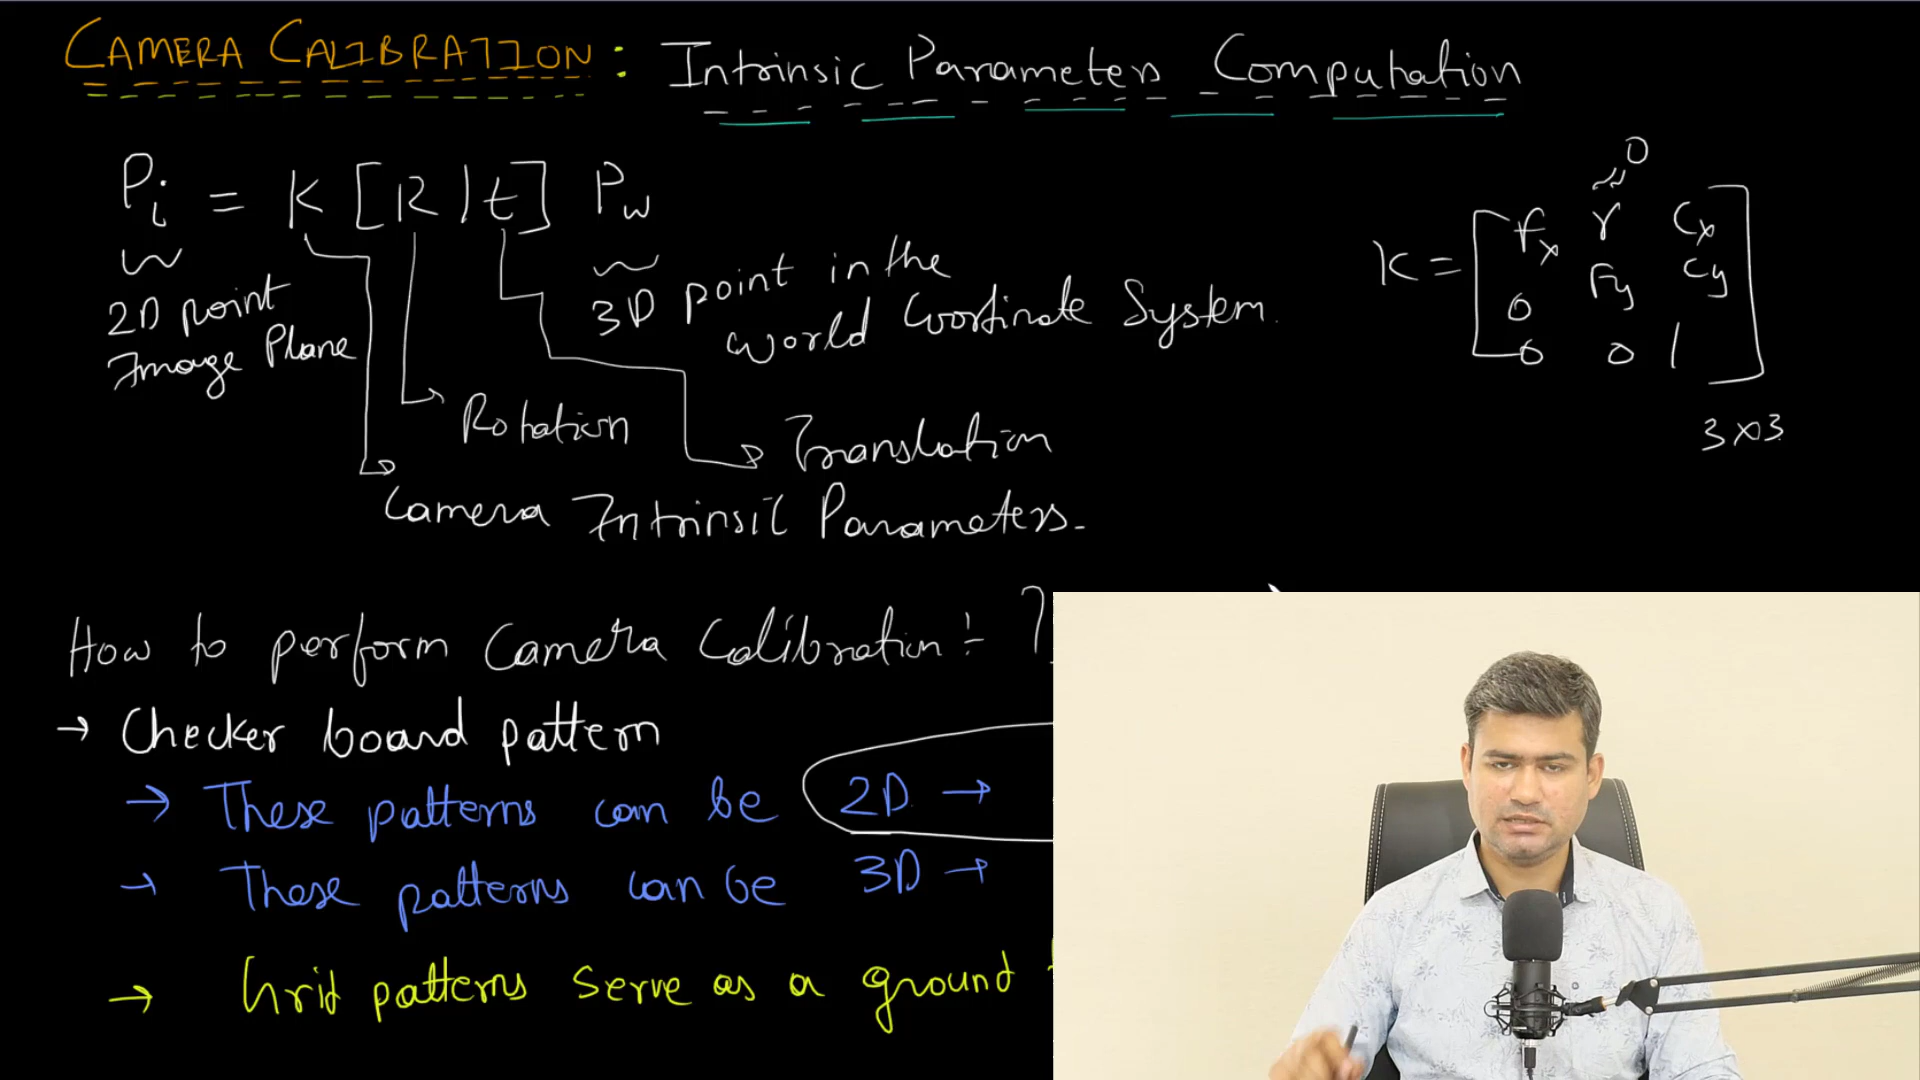 CAMERA CALIBRATION : Intrinsic Parameters Computation
Pi = K [R | t] Pw
2D point
Image Plane
3D point in the
world Coordinate System.
Rotation
Translation
Camera Intrinsic Parameters.
0
K = [ fx γ Cx
0 Fy Cy
0 0 1 ]
3x3
How to perform Camera Calibration ÷
→ Checker board pattern
→ These patterns can be 2D →
→ These patterns can be 3D →
→ Grid patterns serve as a ground